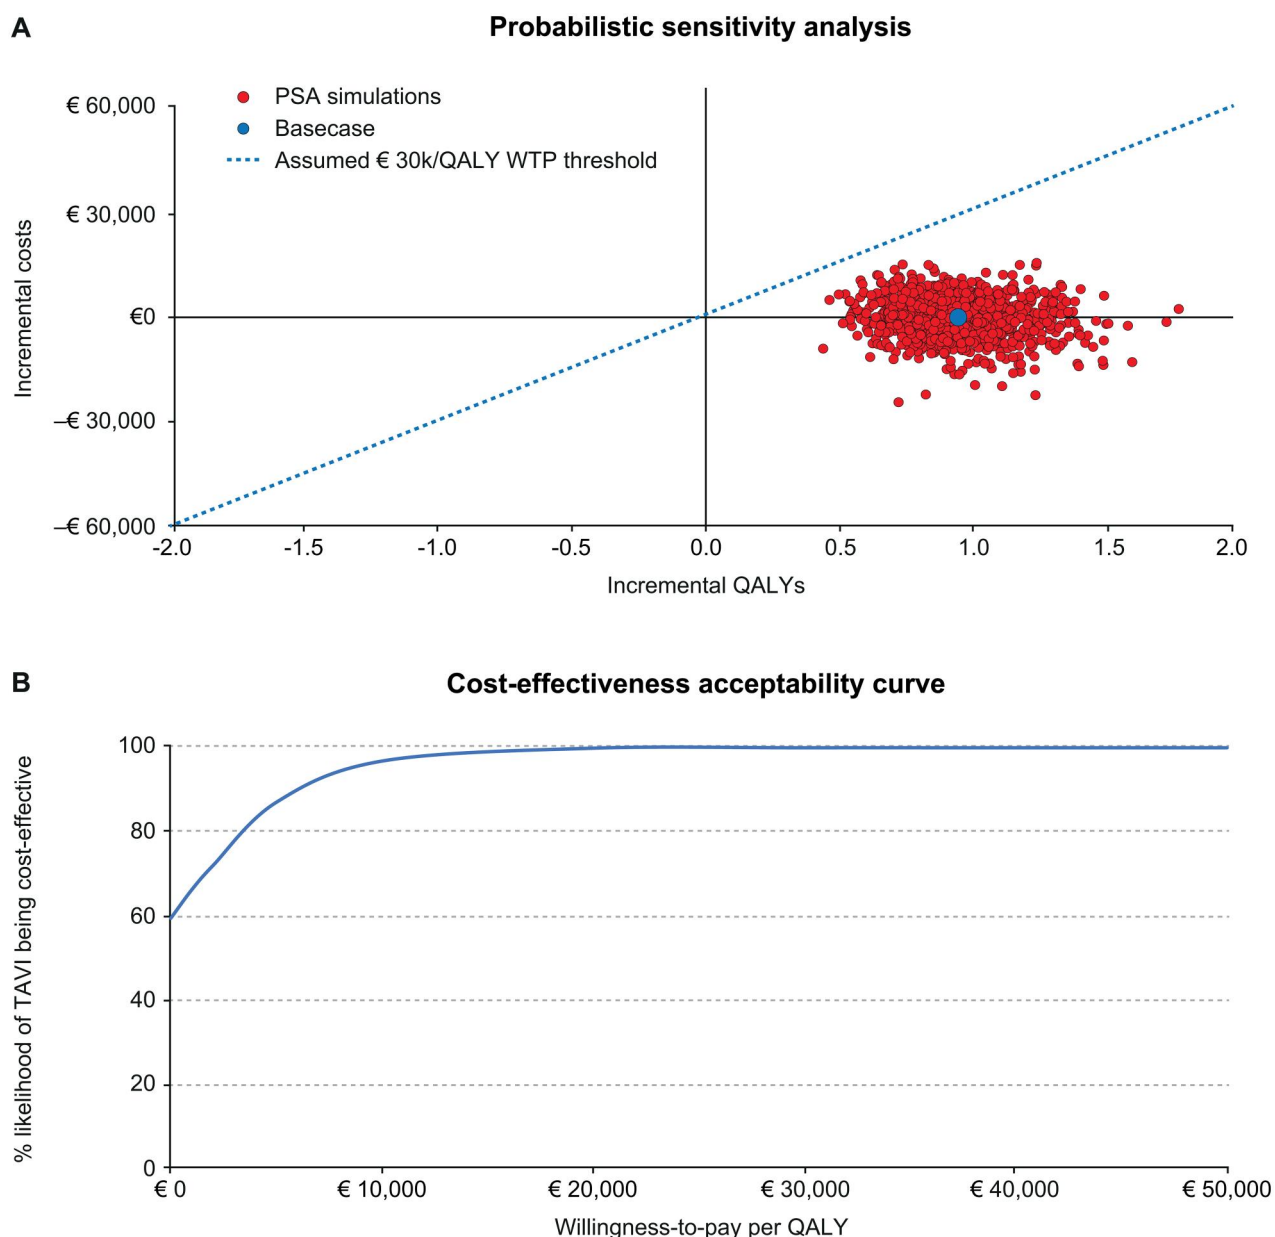 A
Probabilistic sensitivity analysis
PSA simulations
Basecase
Assumed € 30k/QALY WTP threshold
Incremental costs
€ 60,000
€ 30,000
€0
–€ 30,000
–€ 60,000
-2.0 -1.5 -1.0 -0.5 0.0 0.5 1.0 1.5 2.0
Incremental QALYs
B
Cost-effectiveness acceptability curve
% likelihood of TAVI being cost-effective
100
80
60
40
20
0
€ 0 € 10,000 € 20,000 € 30,000 € 40,000 € 50,000
Willingness-to-pay per QALY